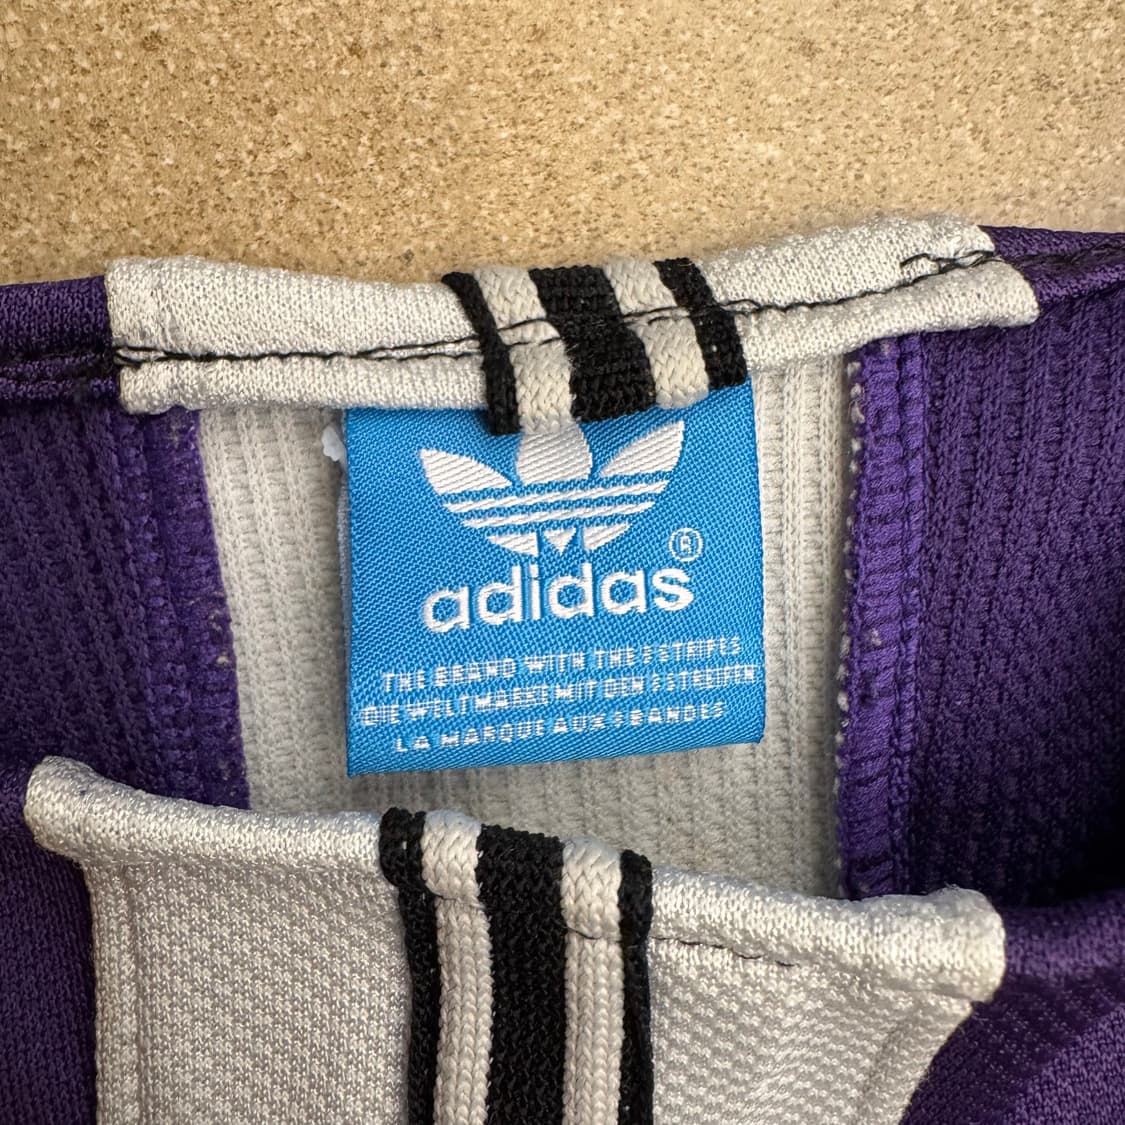 adidas®
THE BRAND WITH THE 3 STRIPES
DIE WELTMARKE MIT DEN 3 STREIFEN
LA MARQUE AUX 3 BANDES